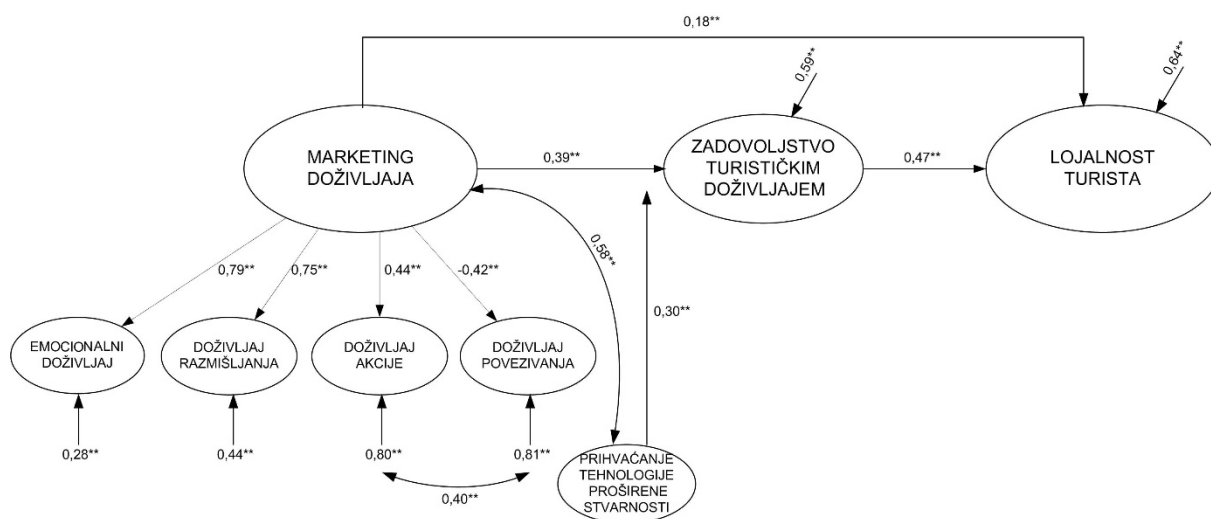 0,18**
0,59**
0,64**
MARKETING
DOŽIVLJAJA
0,39**
ZADOVOLJSTVO
TURISTIČKIM
DOŽIVLJAJEM
0,47**
LOJALNOST
TURISTA
0,58**
0,79**
0,75**
0,44**
-0,42**
0,30**
EMOCIONALNI
DOŽIVLJAJ
DOŽIVLJAJ
RAZMIŠLJANJA
DOŽIVLJAJ
AKCIJE
DOŽIVLJAJ
POVEZIVANJA
0,28**
0,44**
0,80**
0,81**
0,40**
PRIHVAĆANJE
TEHNOLOGIJE
PROŠIRENE
STVARNOSTI